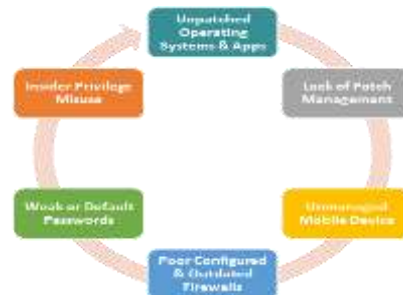 Unpatched
Operating
Systems & Apps
Lack of Patch
Management
Unmanaged
Mobile Device
Poor Configured
& Outdated
Firewalls
Weak or Default
Passwords
Insider Privilege
Misuse